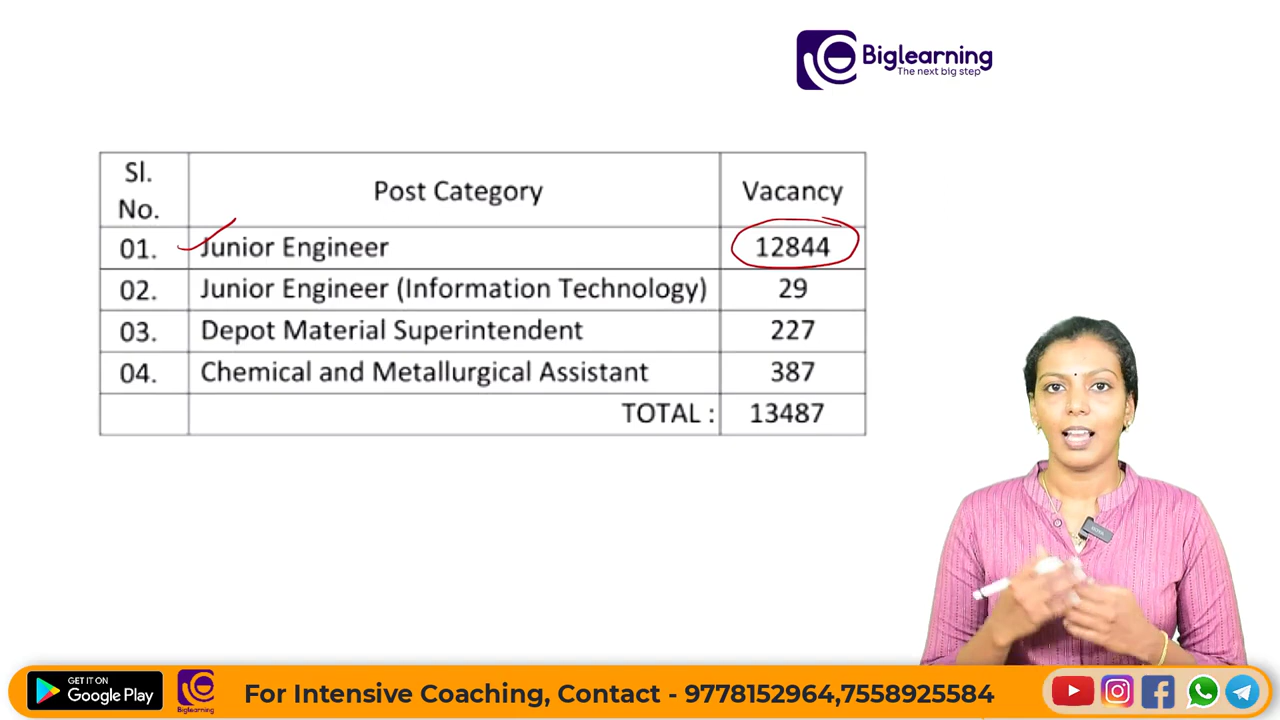 Biglearning
The next big step
Sl. No. Post Category Vacancy
01. Junior Engineer 12844
02. Junior Engineer (Information Technology) 29
03. Depot Material Superintendent 227
04. Chemical and Metallurgical Assistant 387
TOTAL : 13487
GET IT ON
Google Play
Biglearning
For Intensive Coaching, Contact - 9778152964,7558925584